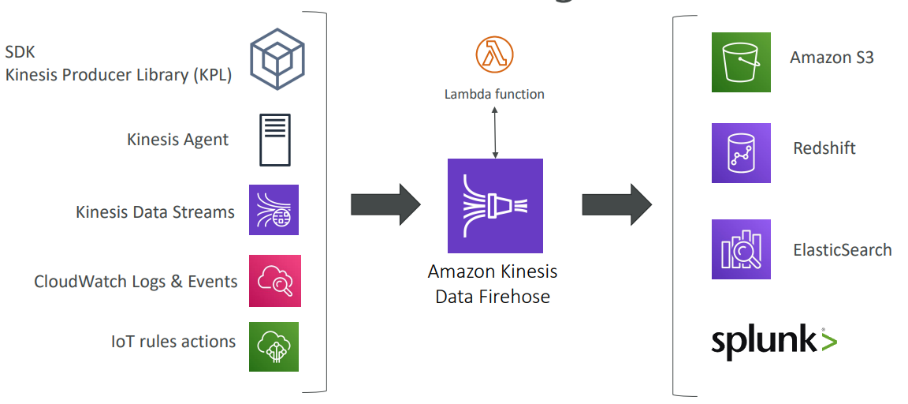 SDK
Kinesis Producer Library (KPL)
Kinesis Agent
Kinesis Data Streams
CloudWatch Logs & Events
IoT rules actions
Lambda function
Amazon Kinesis
Data Firehose
Amazon S3
Redshift
ElasticSearch
splunk>